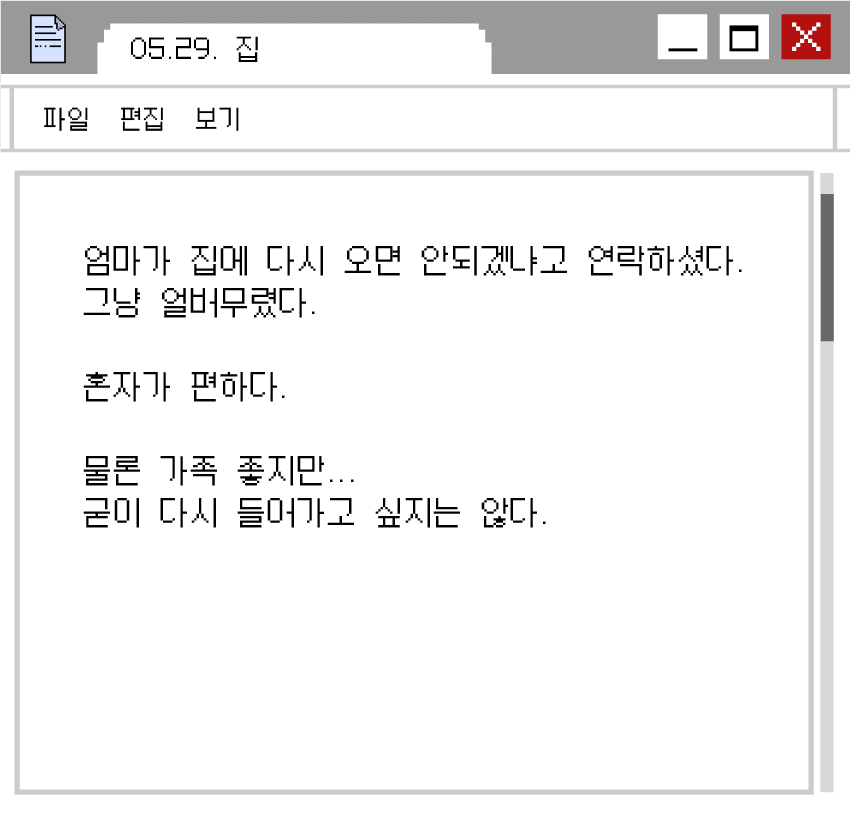 05.29. 집
파일 편집 보기
엄마가 집에 다시 오면 안되겠냐고 연락하셨다.
그냥 얼버무렸다.
혼자가 편하다.
물론 가족 좋지만...
굳이 다시 들어가고 싶지는 않다.